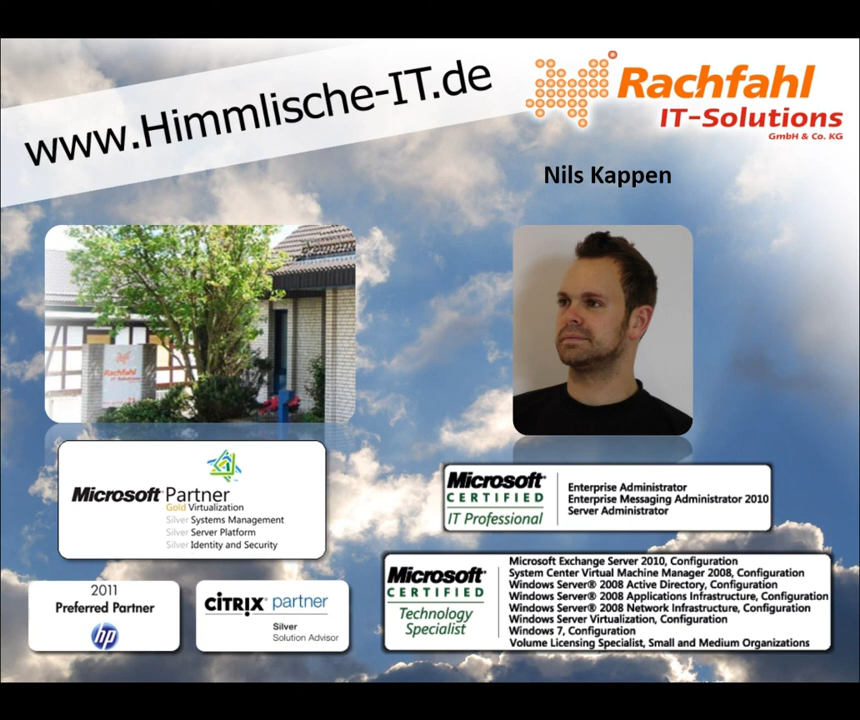 www.Himmlische-IT.de
Rachfahl
IT-Solutions
GmbH & Co. KG
Nils Kappen
Rachfahl
IT-Solutions
Microsoft Partner
Gold Virtualization
Silver Systems Management
Silver Server Platform
Silver Identity and Security
2011
Preferred Partner
hp
CITRIX partner
Silver
Solution Advisor
Microsoft
CERTIFIED
IT Professional
Enterprise Administrator
Enterprise Messaging Administrator 2010
Server Administrator
Microsoft
CERTIFIED
Technology
Specialist
Microsoft Exchange Server 2010, Configuration
System Center Virtual Machine Manager 2008, Configuration
Windows Server® 2008 Active Directory, Configuration
Windows Server® 2008 Applications Infrastructure, Configuration
Windows Server® 2008 Network Infrastructure, Configuration
Windows Server Virtualization, Configuration
Windows 7, Configuration
Volume Licensing Specialist, Small and Medium Organizations